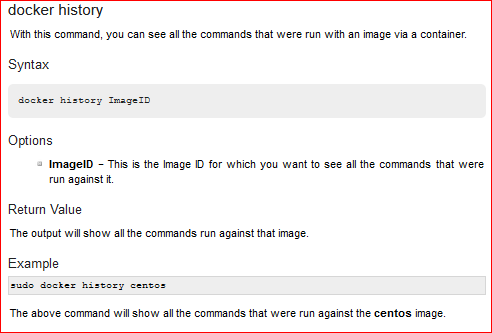 docker history
With this command, you can see all the commands that were run with an image via a container.
Syntax
docker history ImageID
Options
ImageID – This is the Image ID for which you want to see all the commands that were
run against it.
Return Value
The output will show all the commands run against that image.
Example
sudo docker history centos
The above command will show all the commands that were run against the centos image.